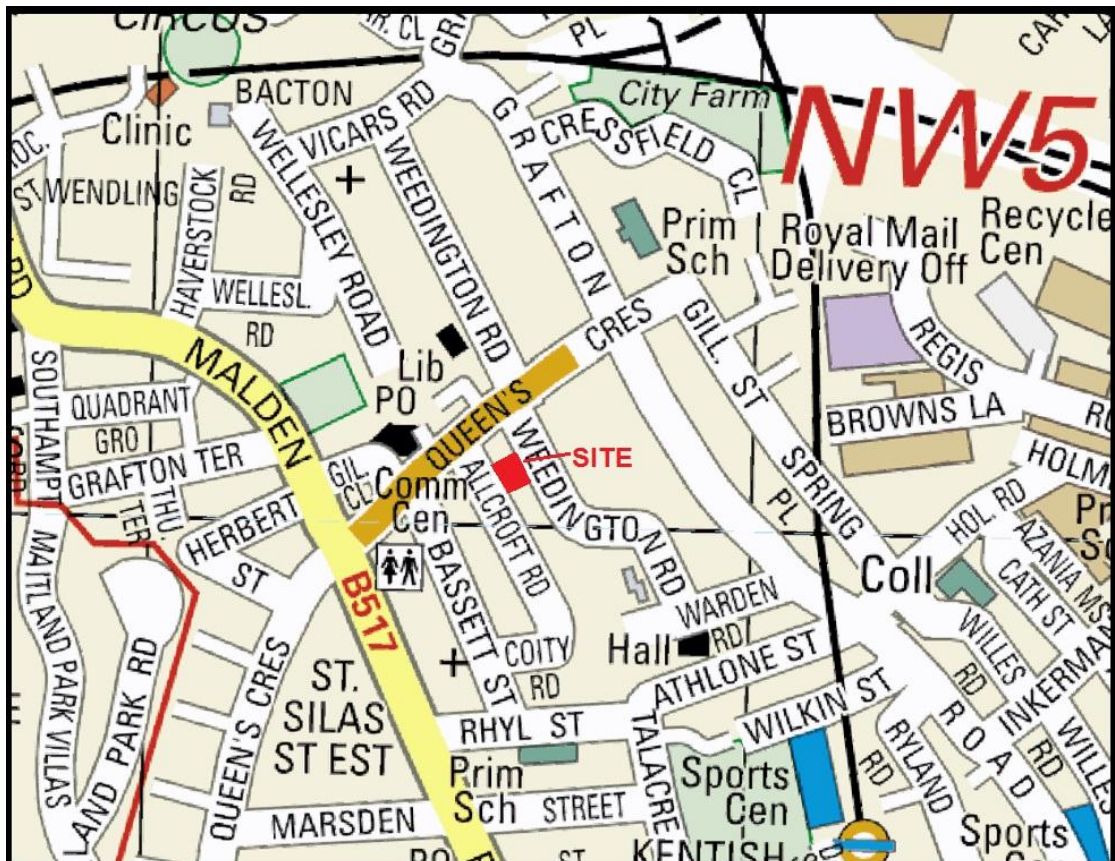 CIRCUS
CL
PL
BACTON
City Farm
NW5
Clinic
VICARS RD
GRAFTON
CRESSFIELD CL
WENDLING
ST
HAVERSTOCK RD
WELLESLEY ROAD
WEEDINGTON RD
Prim Sch
Royal Mail
Delivery Off
Recycle
Cen
WELLESL.
RD
RD
CRES
GILL. ST
REGIS
MALDEN
Lib
PO
QUEEN'S
BROWNS LA
SOUTHAMPT
QUADRANT
GRO
GRAFTON TER
THU.
TER
GIL.
CL
SITE
HOLM
HERBERT
ST
Comm
Cen
ALLCROFT RD
WEEDINGTON RD
SPRING
PL
HOL. RD
AZANIA MS
CATH ST
Coll
MAITLAND PARK VILLAS
B517
BASSETT ST
WARDEN
RD
Hall
COITY
RD
ATHLONE ST
WILLES
RD
INKERMAN
ROAD
ST.
SILAS
ST EST
QUEEN'S CRES
LAND PARK RD
RHYL ST
TALACRE
WILKIN ST
RYLAND
RD
RD
WILLES
Prim
Sch
Sports
Cen
MARSDEN STREET
ST
KENTISH
Sports